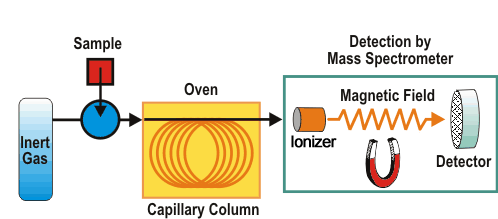 Sample
Detection by
Mass Spectrometer
Oven
Magnetic Field
Inert
Gas
Ionizer
Detector
Capillary Column